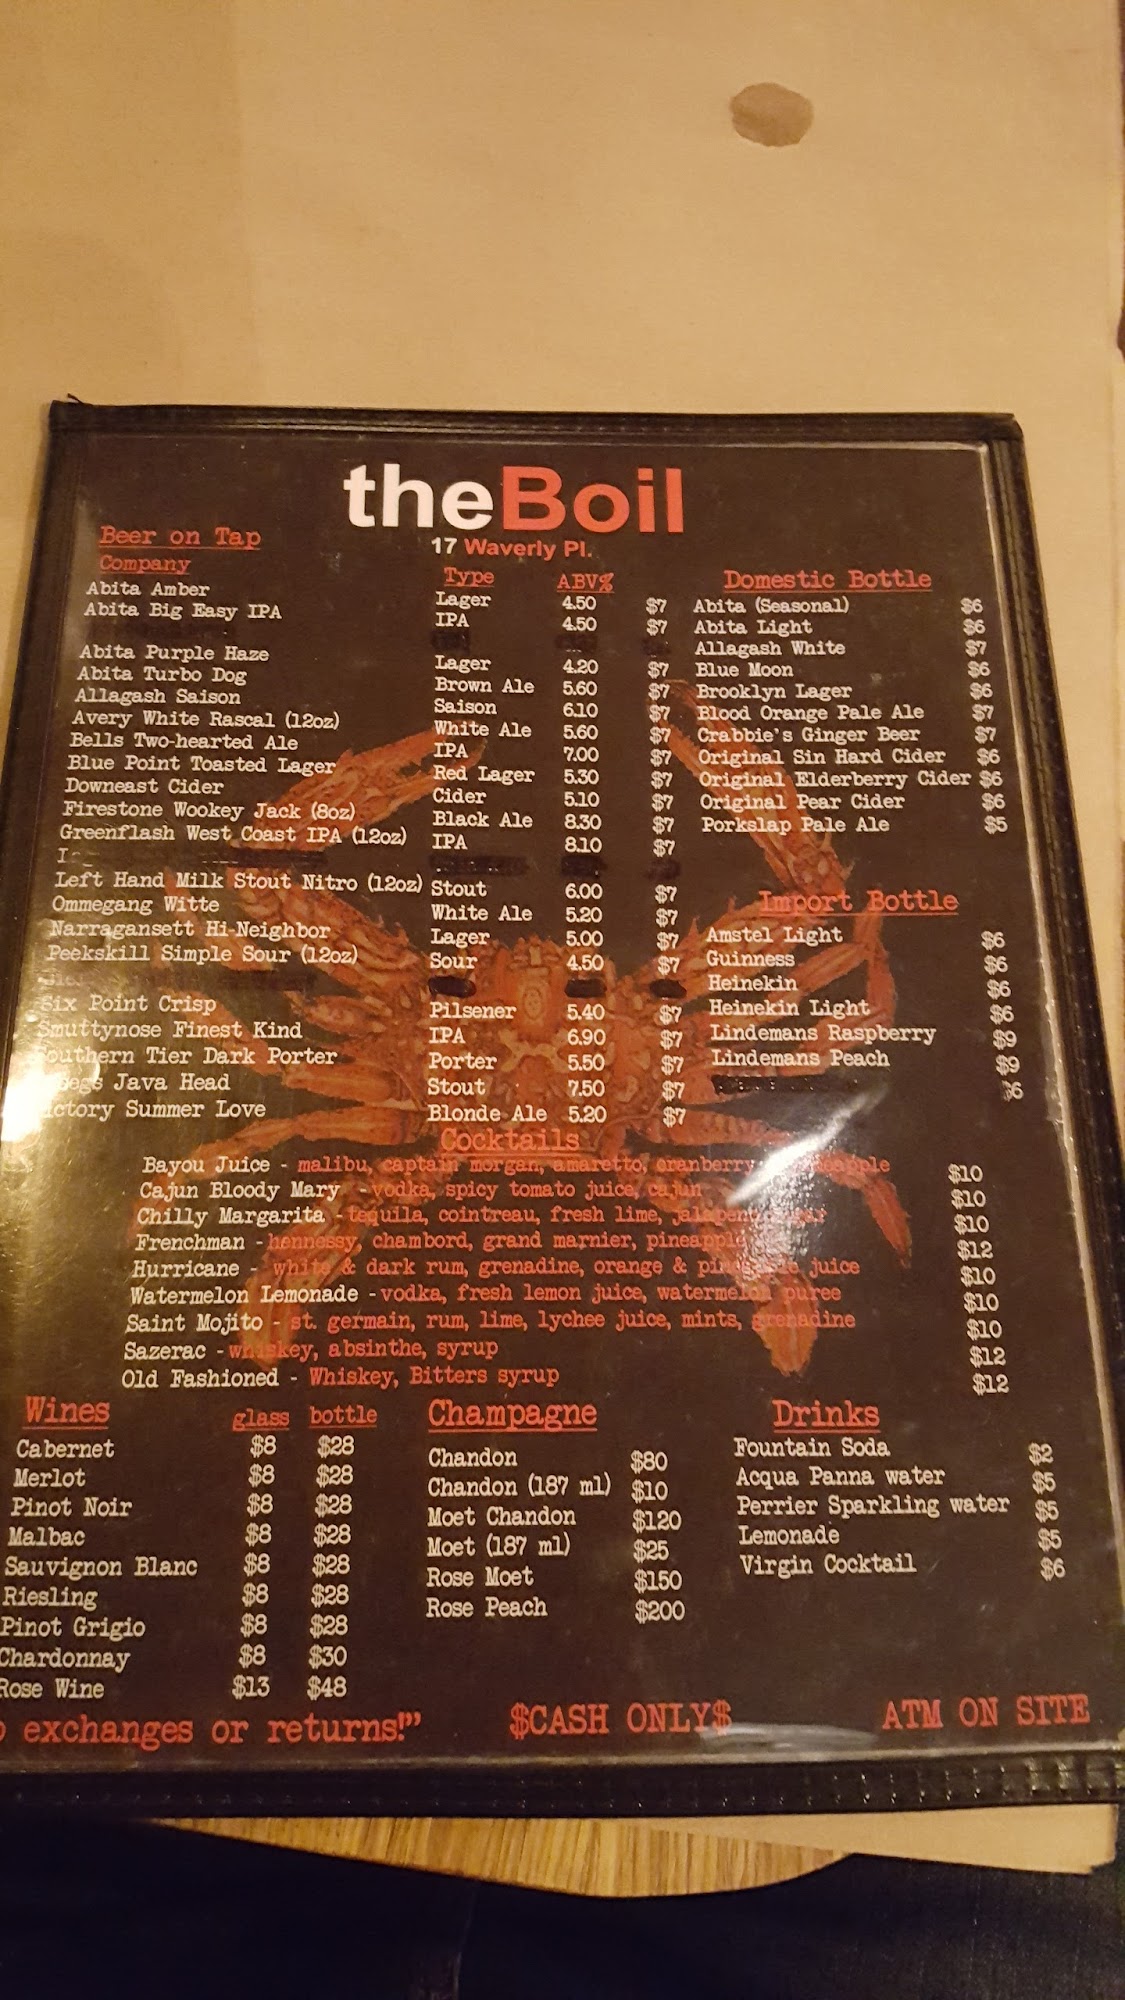 theBoil
17 Waverly Pl.
Beer on Tap
Company Type ABV%
Abita Amber Lager 4.50 $7
Abita Big Easy IPA IPA 4.50 $7
Abita Purple Haze Lager 4.20 $7
Abita Turbo Dog Brown Ale 5.60 $7
Allagash Saison Saison 6.10 $7
Avery White Rascal (12oz) White Ale 5.60 $7
Bells Two-hearted Ale IPA 7.00 $7
Blue Point Toasted Lager Red Lager 5.30 $7
Downeast Cider Cider 5.10 $7
Firestone Wookey Jack (8oz) Black Ale 8.30 $7
Greenflash West Coast IPA (12oz) IPA 8.10 $7
Left Hand Milk Stout Nitro (12oz) Stout 6.00 $7
Ommegang Witte White Ale 5.20 $7
Narragansett Hi-Neighbor Lager 5.00 $7
Peekskill Simple Sour (12oz) Sour 4.50 $7
Six Point Crisp Pilsener 5.40 $7
Smuttynose Finest Kind IPA 6.90 $7
Southern Tier Dark Porter Porter 5.50 $7
Java Head Stout 7.50 $7
Victory Summer Love Blonde Ale 5.20 $7
Domestic Bottle
Abita (Seasonal) $6
Abita Light $6
Allagash White $7
Blue Moon $6
Brooklyn Lager $6
Blood Orange Pale Ale $7
Crabbie's Ginger Beer $7
Original Sin Hard Cider $6
Original Elderberry Cider $6
Original Pear Cider $6
Porkslap Pale Ale $5
Import Bottle
Amstel Light $6
Guinness $6
Heinekin $6
Heinekin Light $6
Lindemans Raspberry $9
Lindemans Peach $9
$6
Cocktails
Bayou Juice - malibu, captain morgan, amaretto, cranberry, pineapple $10
Cajun Bloody Mary - vodka, spicy tomato juice, cajun $10
Chilly Margarita - tequila, cointreau, fresh lime, jalapeno, $10
Frenchman - hennessy, chambord, grand marnier, pineapple $12
Hurricane - white & dark rum, grenadine, orange & pineapple juice $10
Watermelon Lemonade - vodka, fresh lemon juice, watermelon puree $10
Saint Mojito - st. germain, rum, lime, lychee juice, mints, grenadine $10
Sazerac - whiskey, absinthe, syrup $12
Old Fashioned - Whiskey, Bitters syrup $12
Wines glass bottle
Cabernet $8 $28
Merlot $8 $28
Pinot Noir $8 $28
Malbac $8 $28
Sauvignon Blanc $8 $28
Riesling $8 $28
Pinot Grigio $8 $28
Chardonnay $8 $30
Rose Wine $13 $48
Champagne
Chandon $80
Chandon (187 ml) $10
Moet Chandon $120
Moet (187 ml) $25
Rose Moet $150
Rose Peach $200
Drinks
Fountain Soda $2
Acqua Panna water $5
Perrier Sparkling water $5
Lemonade $5
Virgin Cocktail $6
exchanges or returns!" $CASH ONLY$ ATM ON SITE